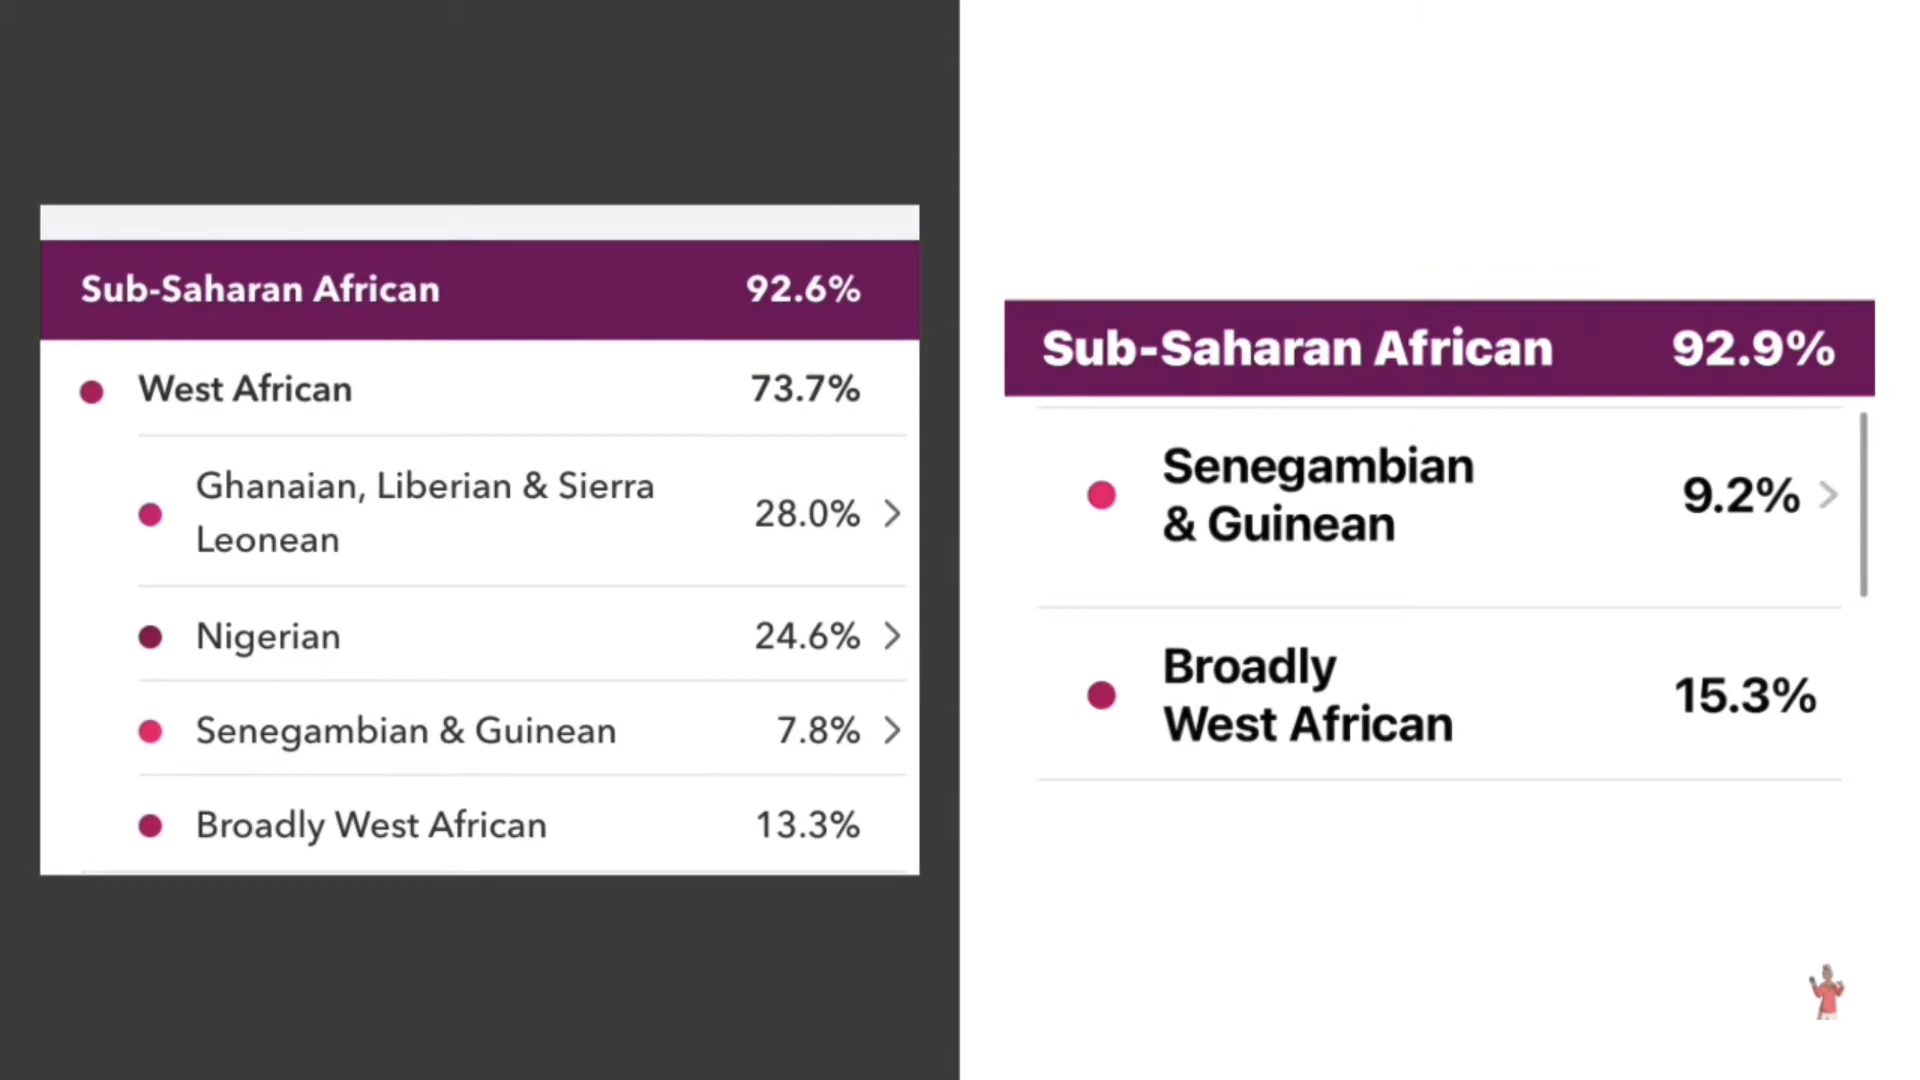 Sub-Saharan African 92.6%
West African 73.7%
Ghanaian, Liberian & Sierra
Leonean 28.0%
Nigerian 24.6%
Senegambian & Guinean 7.8%
Broadly West African 13.3%
Sub-Saharan African 92.9%
Senegambian
& Guinean 9.2%
Broadly
West African 15.3%